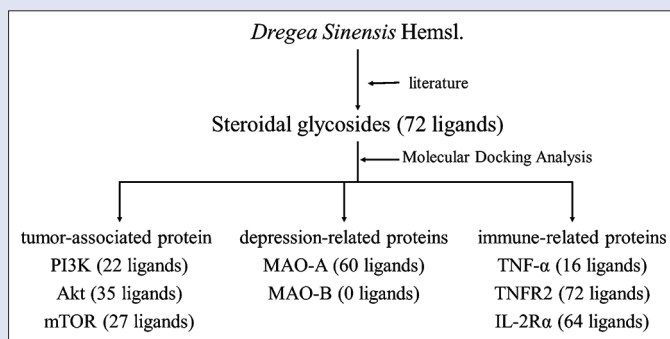 Dregea Sinensis Hemsl.
literature
Steroidal glycosides (72 ligands)
Molecular Docking Analysis
tumor-associated protein
PI3K (22 ligands)
Akt (35 ligands)
mTOR (27 ligands)
depression-related proteins
MAO-A (60 ligands)
MAO-B (0 ligands)
immune-related proteins
TNF-α (16 ligands)
TNFR2 (72 ligands)
IL-2Rα (64 ligands)